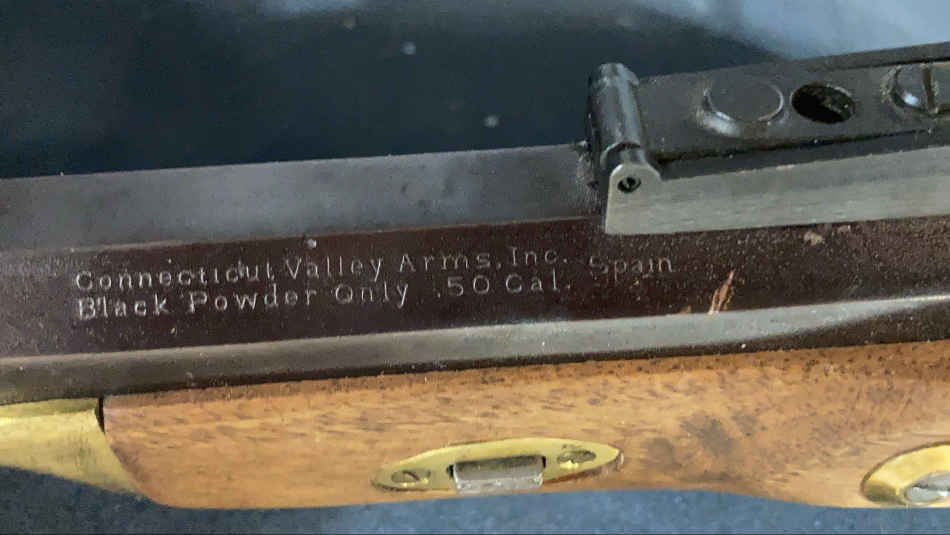 Connecticut Valley Arms, Inc. Spain
Black Powder Only .50 Cal.